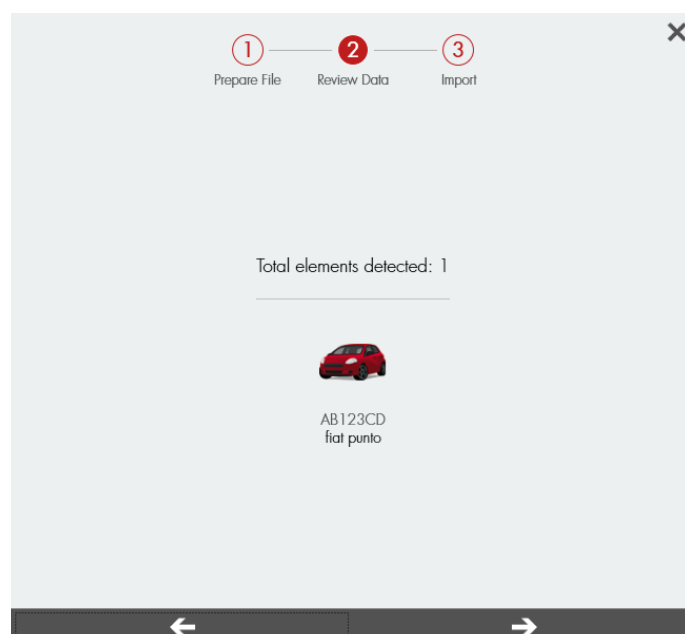 1
2
3
Prepare File
Review Data
Import
Total elements detected: 1
AB123CD
fiat punto